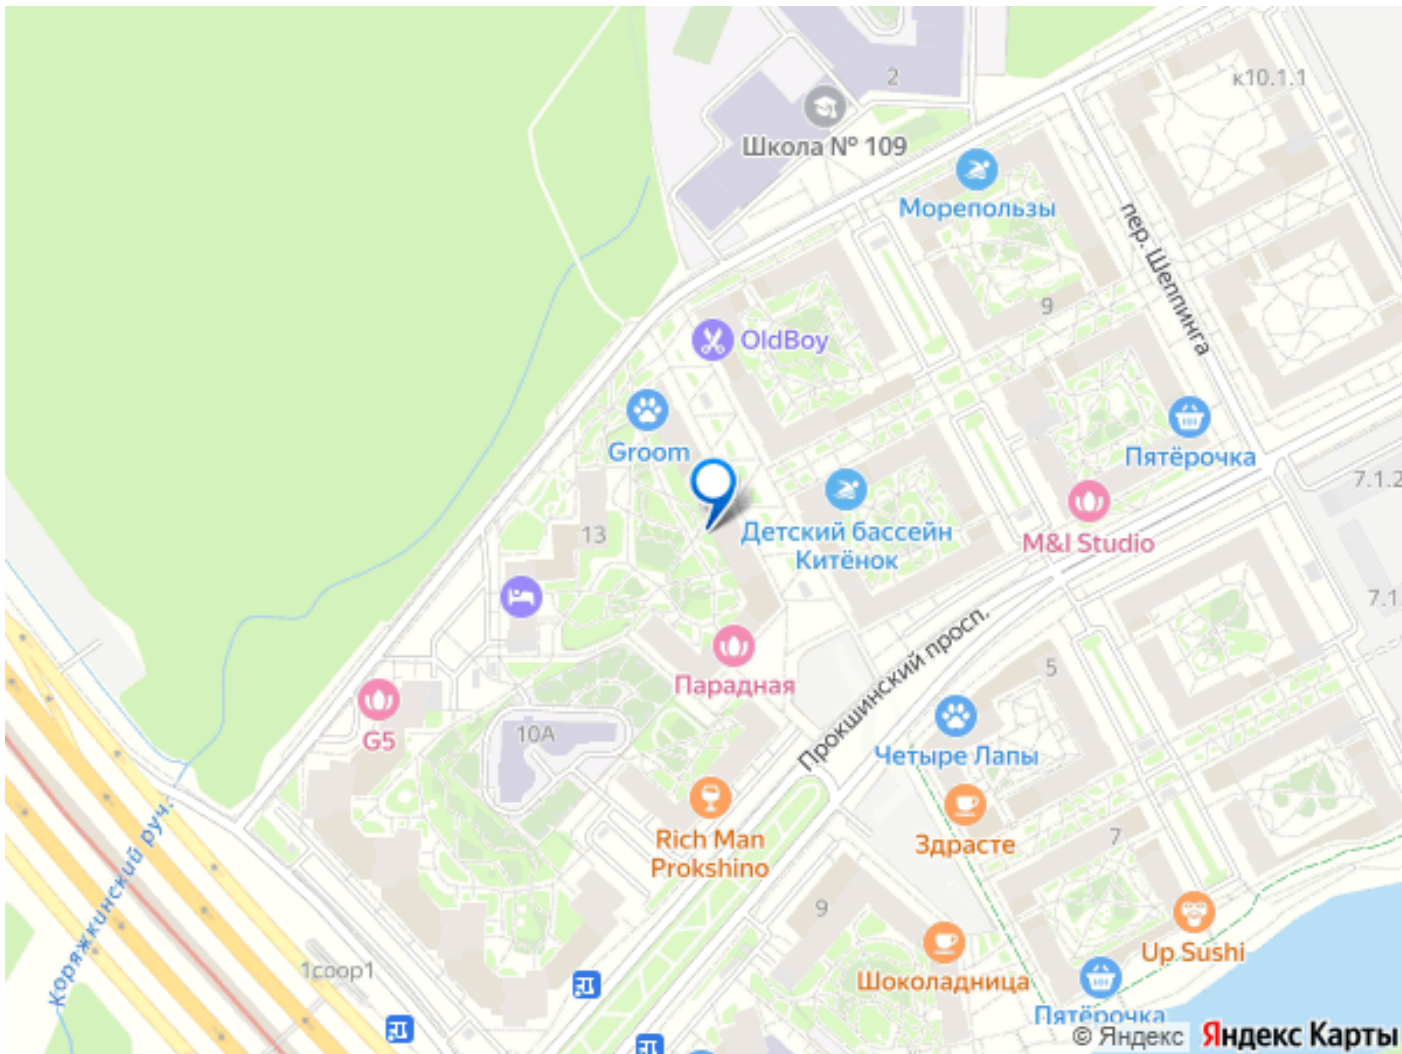 2
к10.1.1
Школа № 109
Морепользы
пер. Шеппинга
9
OldBoy
Groom
Пятёрочка
7.1.2
M&I Studio
Детский бассейн
Китёнок
13
7.1
Прокшинский просп.
Парадная
5
G5
10А
Четыре Лапы
Rich Man
Prokshino
Здрасте
7
Коряжкинский руч.
9
Up Sushi
1соор1
Шоколадница
Пятёрочка
© Яндекс Яндекс Карты